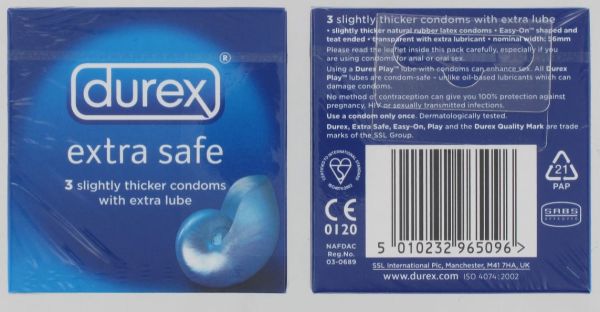 durex®
extra safe
3 slightly thicker condoms
with extra lube
3 slightly thicker condoms with extra lube
• slightly thicker natural rubber latex condoms • Easy-On™ shaped and
teat ended • transparent with extra lubricant • nominal width: 56mm
Please read the leaflet inside this pack carefully, especially if you
are using condoms for anal or oral sex.
Using a Durex Play™ lube with condoms can enhance sex. All Durex
Play™ lubes are condom-safe – unlike oil-based lubricants which can
damage condoms.
No method of contraception can give you 100% protection against
pregnancy, HIV or sexually transmitted infections.
Use a condom only once. Dermatologically tested.
Durex, Extra Safe, Easy-On, Play and the Durex Quality Mark are trade
marks of the SSL Group.
CE
0120
NAFDAC
Reg.No.
03-0689
5 010232 965096 >
21
PAP
SABS
SSL International Plc, Manchester, M41 7HA, UK
www.durex.com ISO 4074:2002